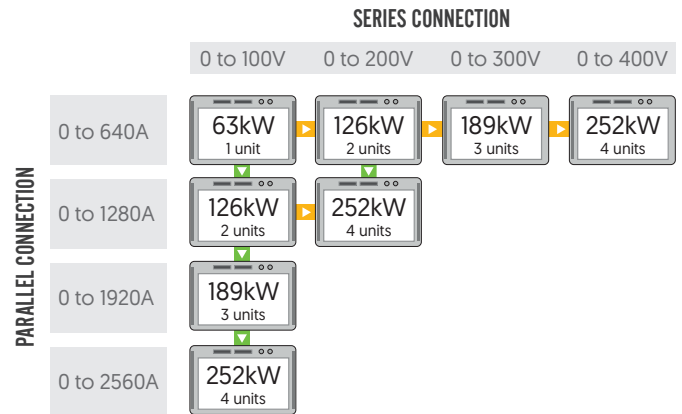 SERIES CONNECTION
0 to 100V 0 to 200V 0 to 300V 0 to 400V
PARALLEL CONNECTION
0 to 640A
63kW 126kW 189kW 252kW
1 unit 2 units 3 units 4 units
0 to 1280A
126kW 252kW
2 units 4 units
0 to 1920A
189kW
3 units
0 to 2560A
252kW
4 units